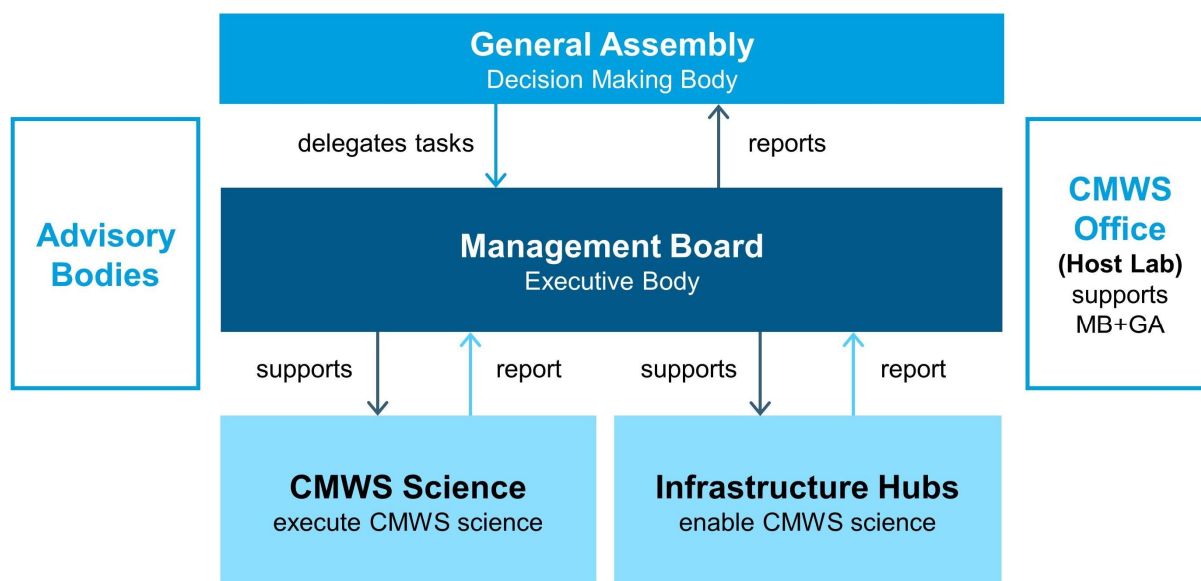 General Assembly
Decision Making Body
delegates tasks
reports
Advisory
Bodies
Management Board
Executive Body
CMWS
Office
(Host Lab)
supports
MB+GA
supports
report
supports
report
CMWS Science
execute CMWS science
Infrastructure Hubs
enable CMWS science